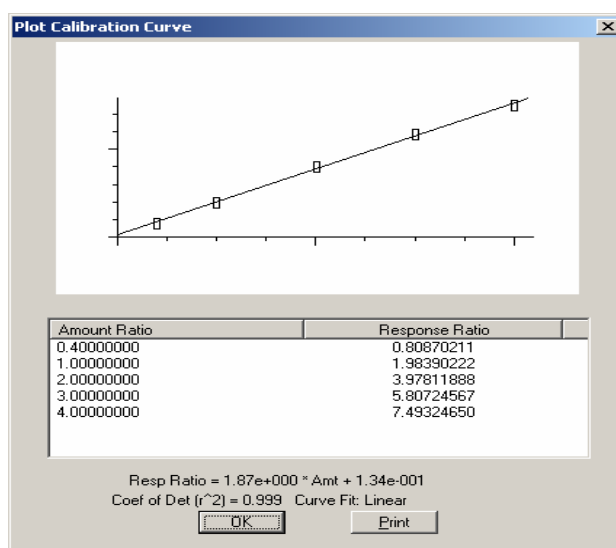 Plot Calibration Curve
Amount Ratio Response Ratio
0.40000000 0.80870211
1.00000000 1.98390222
2.00000000 3.97811888
3.00000000 5.80724567
4.00000000 7.49324650
Resp Ratio = 1.87e+000 * Amt + 1.34e-001
Coef of Det (r^2) = 0.999 Curve Fit: Linear
OK Print